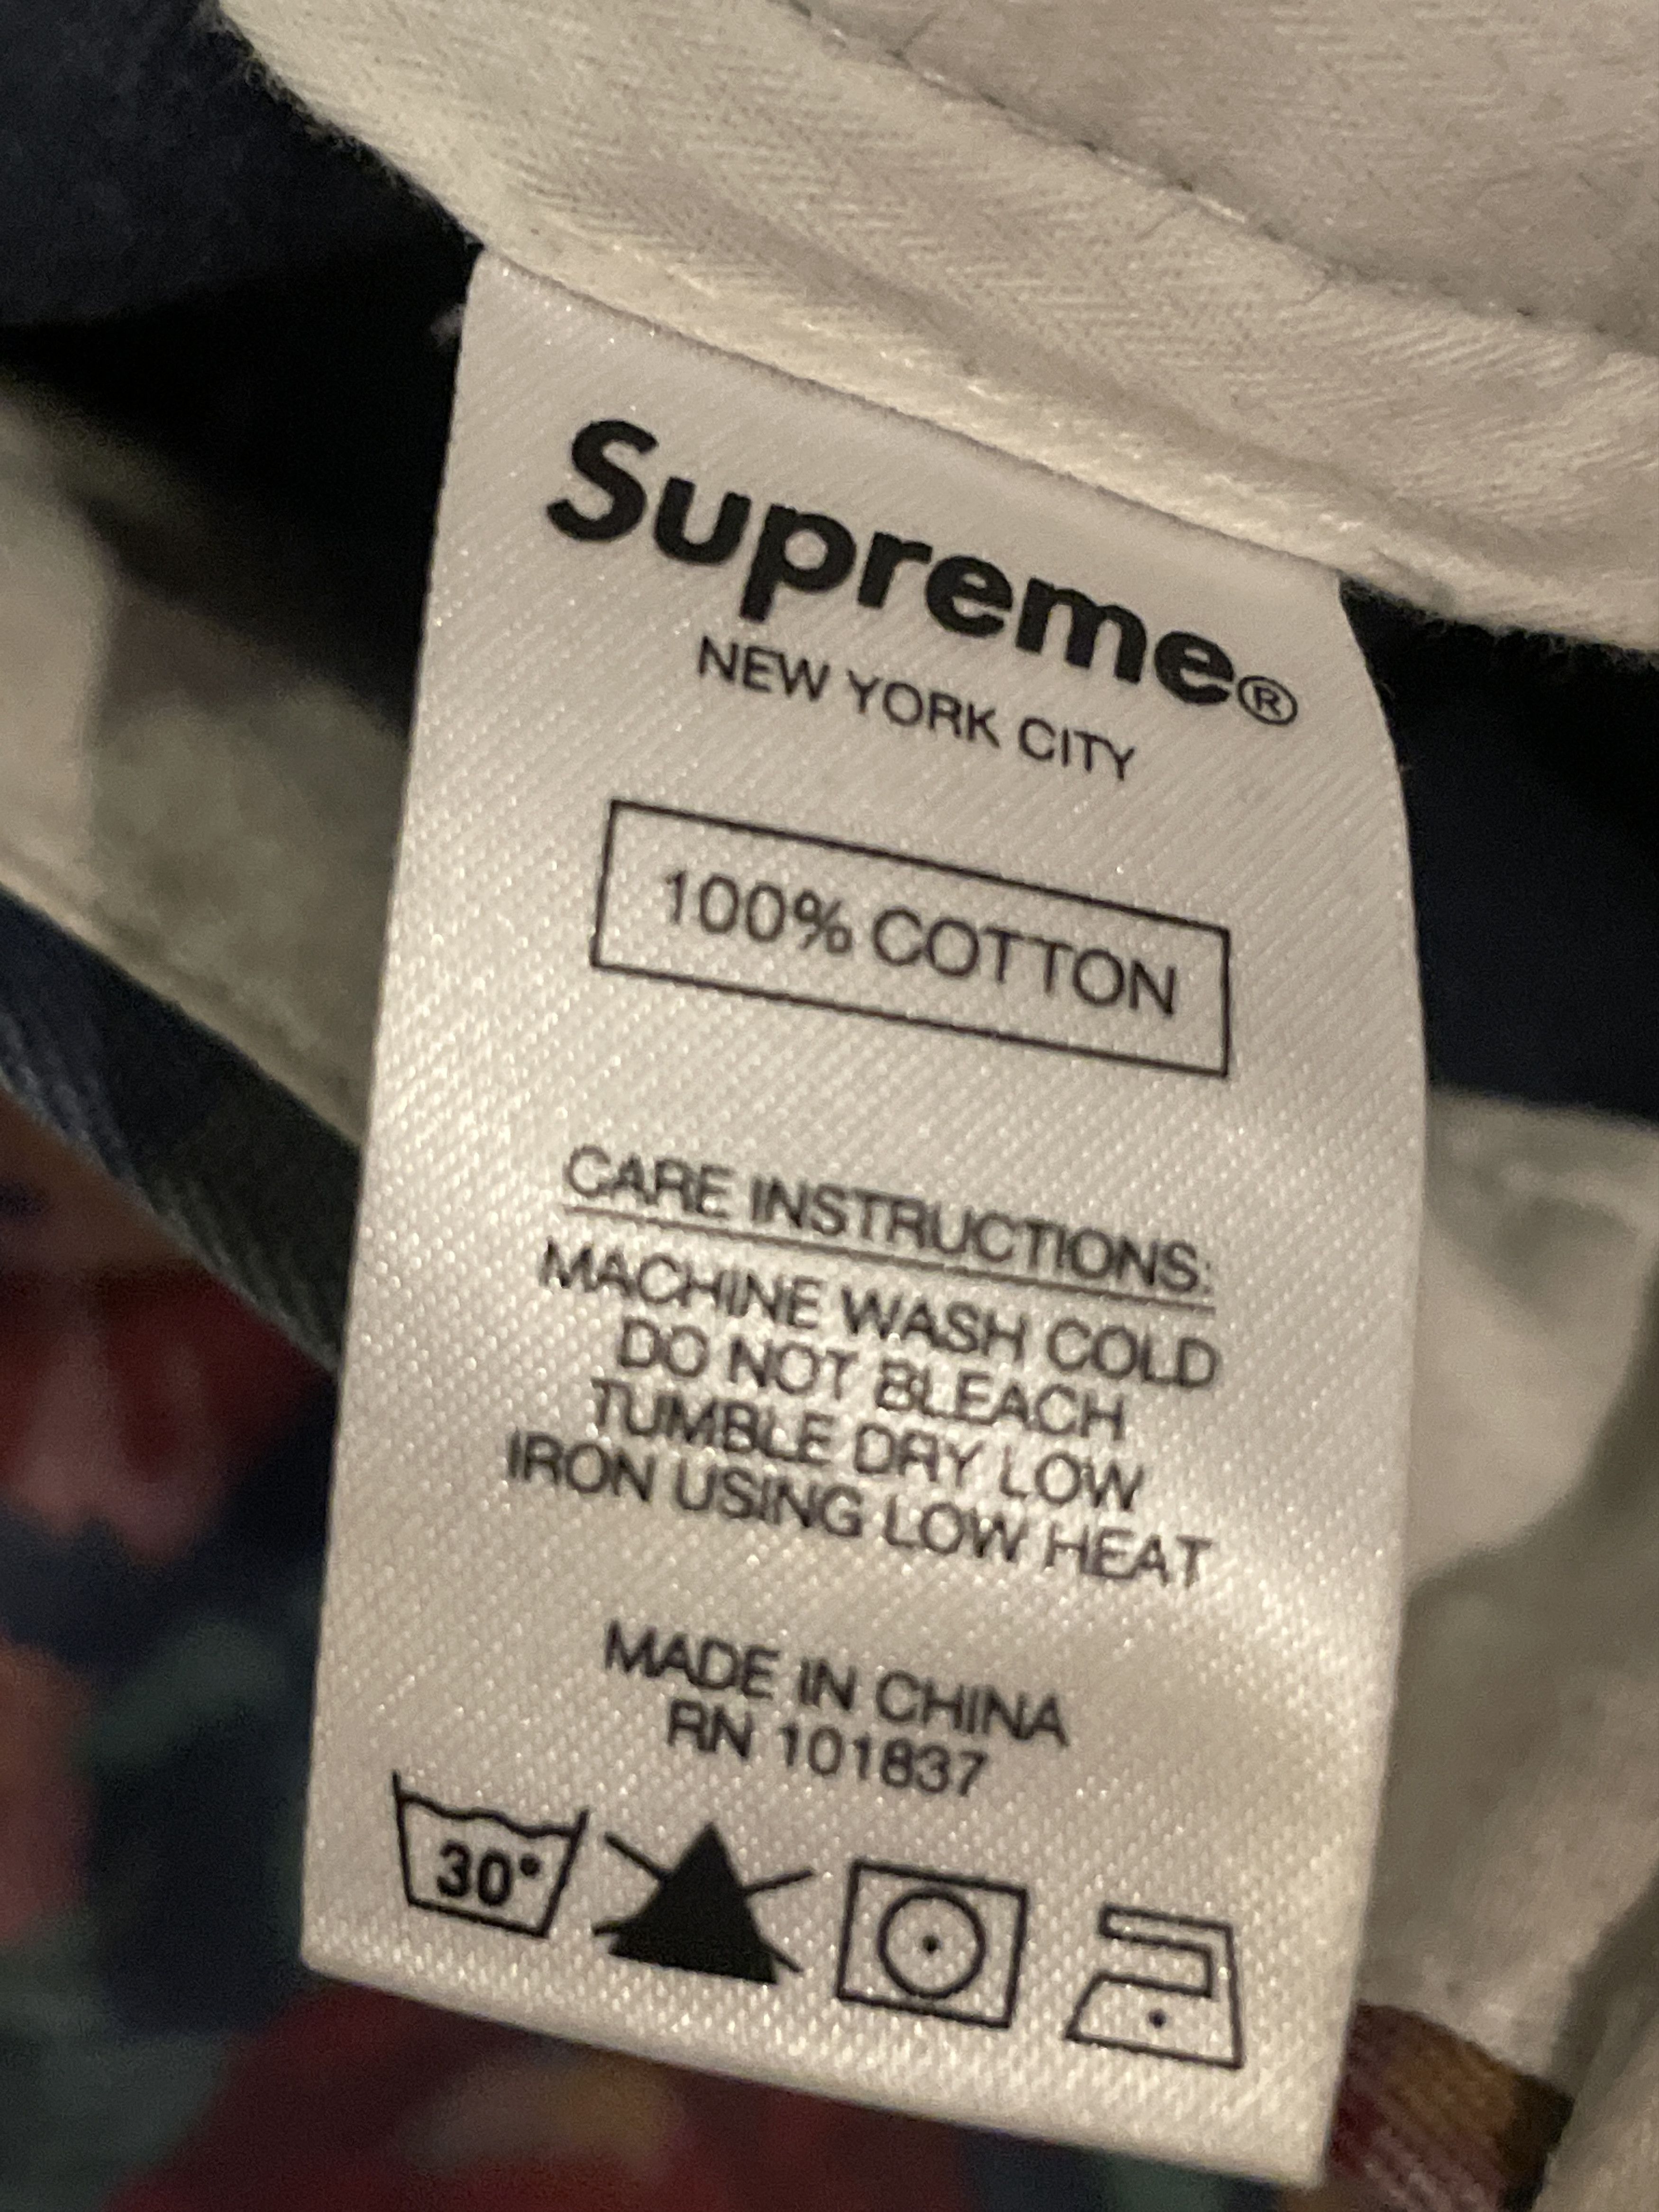 Supreme®
NEW YORK CITY
100% COTTON
CARE INSTRUCTIONS:
MACHINE WASH COLD
DO NOT BLEACH
TUMBLE DRY LOW
IRON USING LOW HEAT
MADE IN CHINA
RN 101837
30°